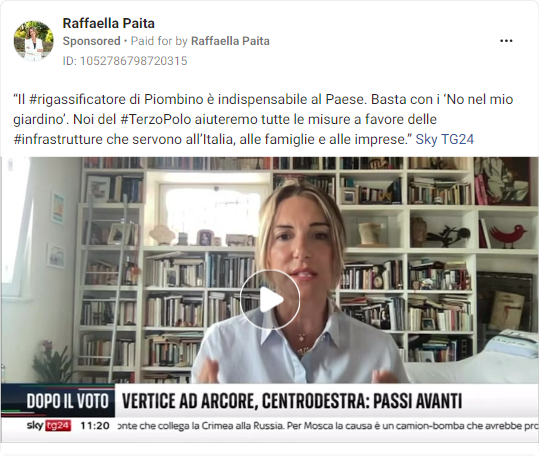 Raffaella Paita
Sponsored • Paid for by Raffaella Paita
ID: 1052786798720315
“Il #rigassificatore di Piombino è indispensabile al Paese. Basta con i ‘No nel mio
giardino’. Noi del #TerzoPolo aiuteremo tutte le misure a favore delle
#infrastrutture che servono all’Italia, alle famiglie e alle imprese.” Sky TG24
DOPO IL VOTO VERTICE AD ARCORE, CENTRODESTRA: PASSI AVANTI
sky tg24 11:20 onte che collega la Crimea alla Russia. Per Mosca la causa è un camion-bomba che avrebbe pro